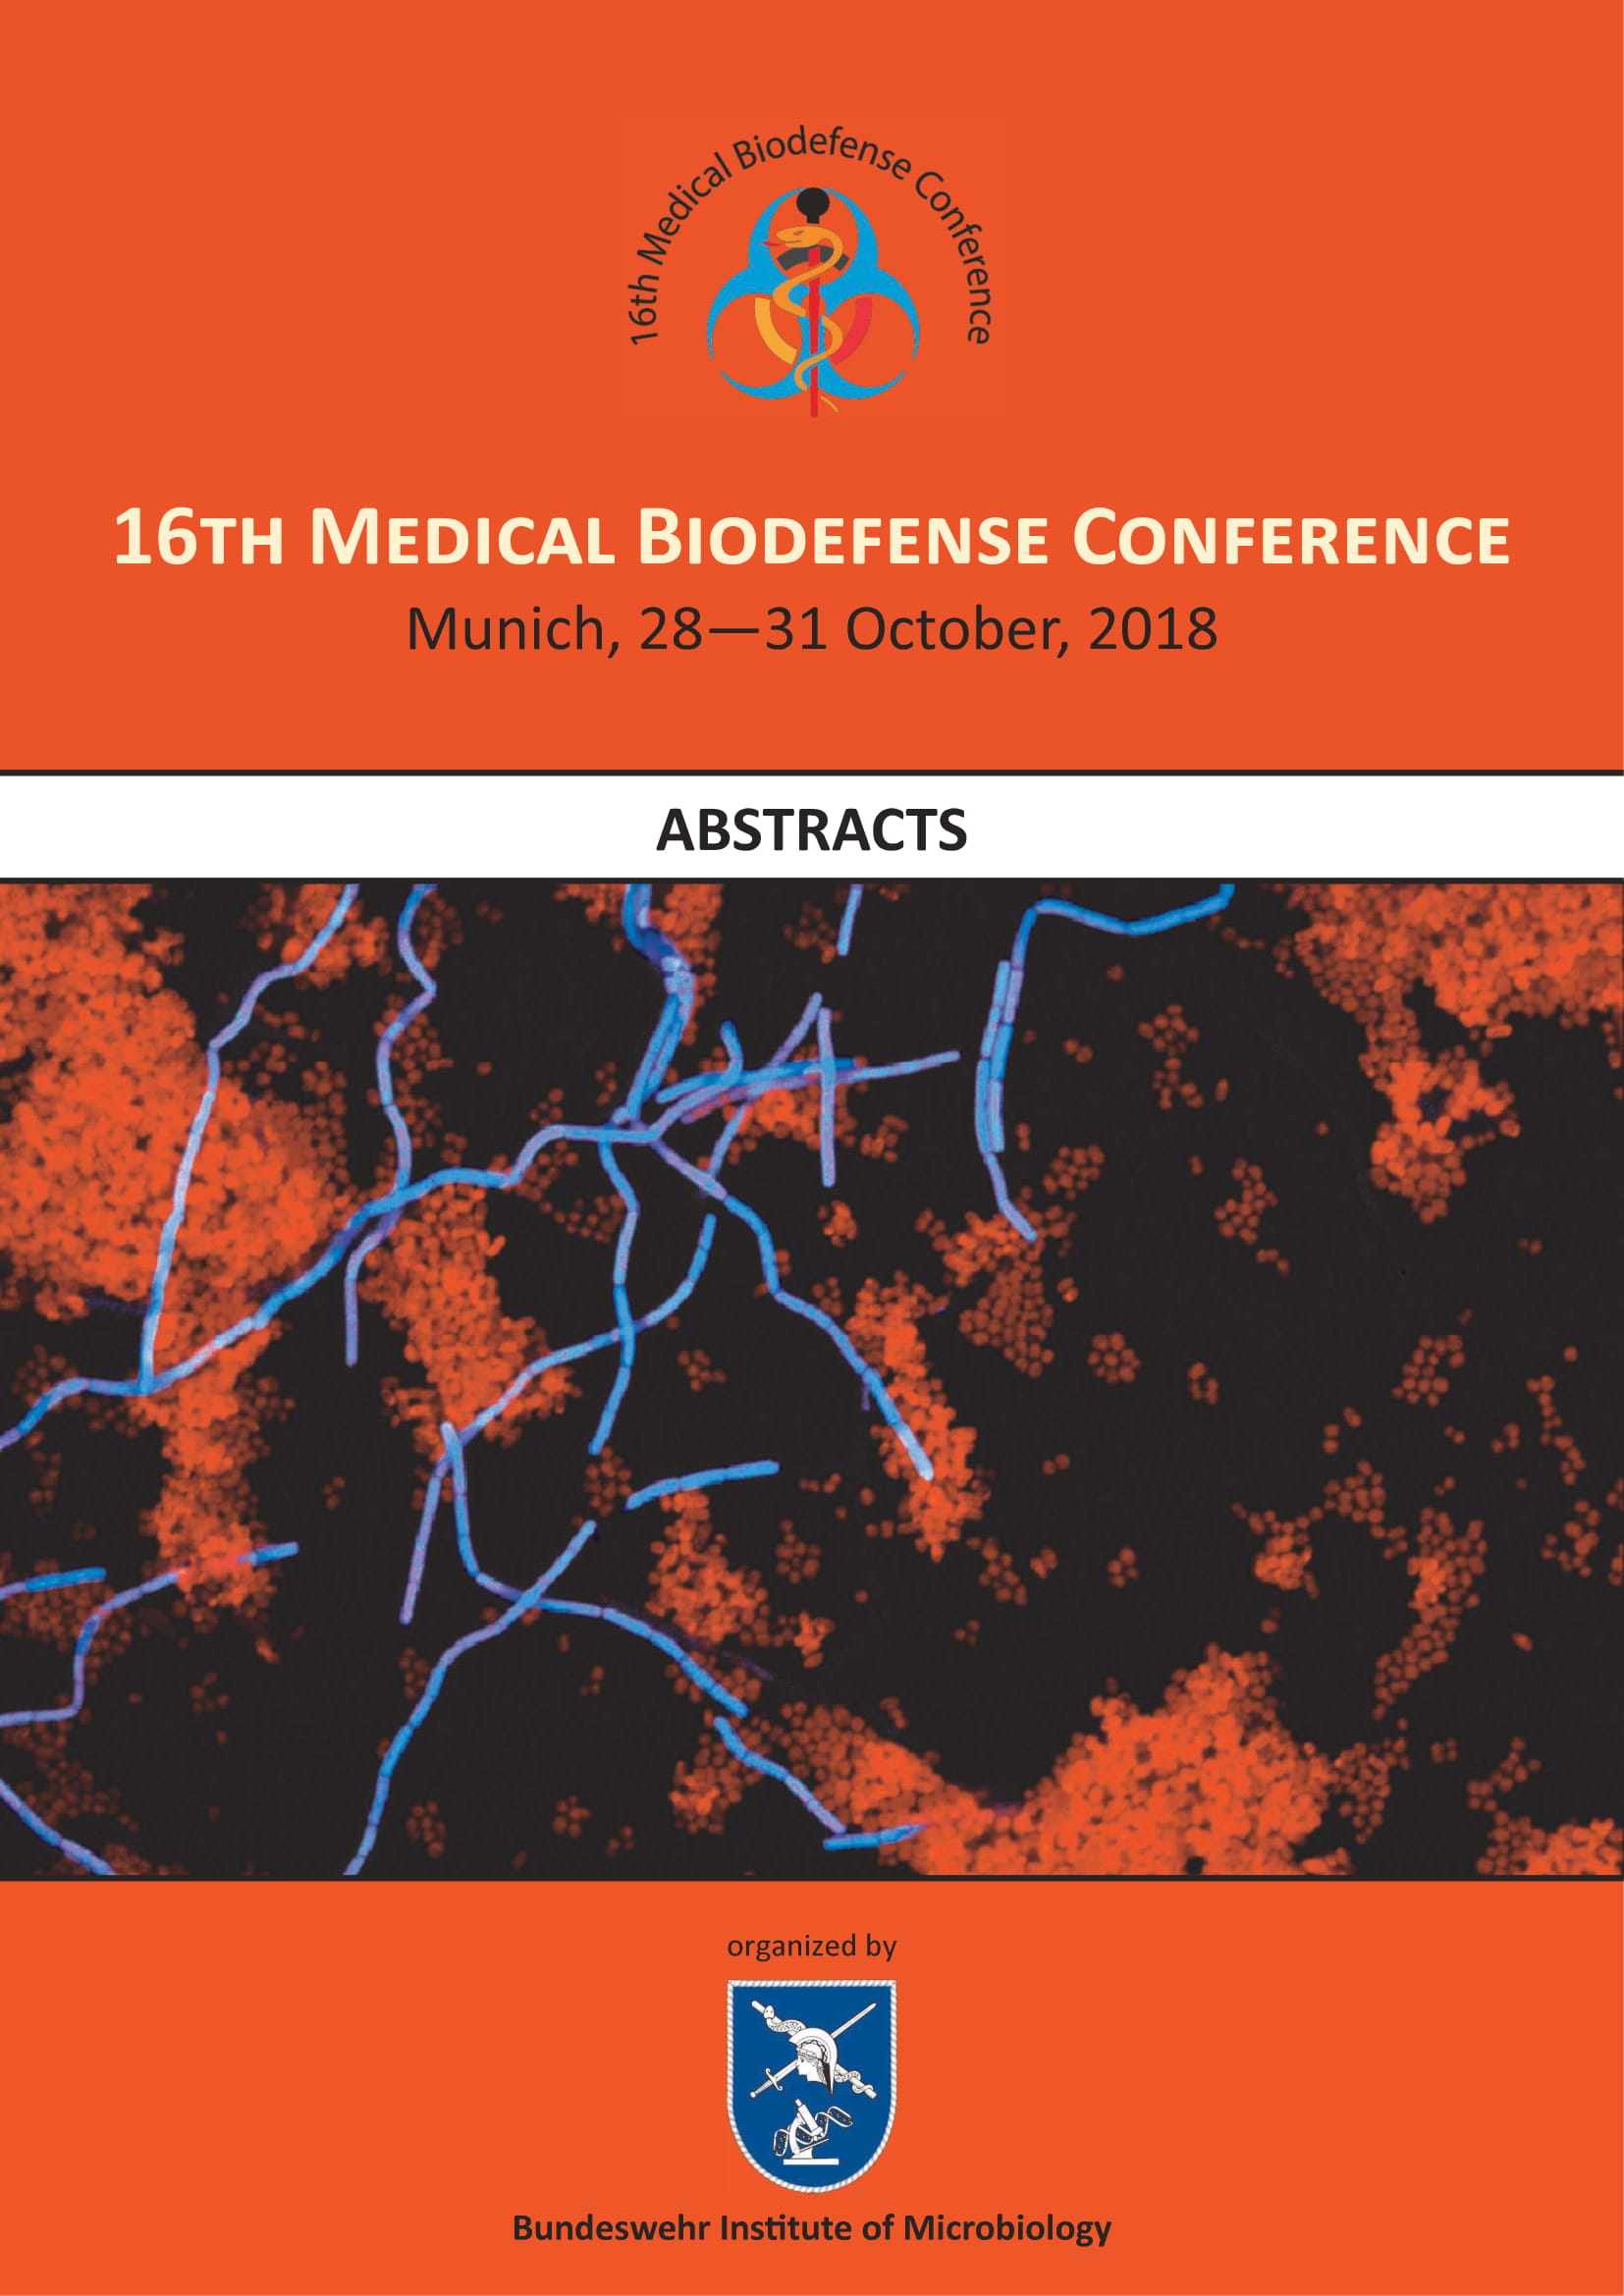 16th Medical Biodefense Conference
16TH MEDICAL BIODEFENSE CONFERENCE
Munich, 28—31 October, 2018
ABSTRACTS
organized by
Bundeswehr Institute of Microbiology